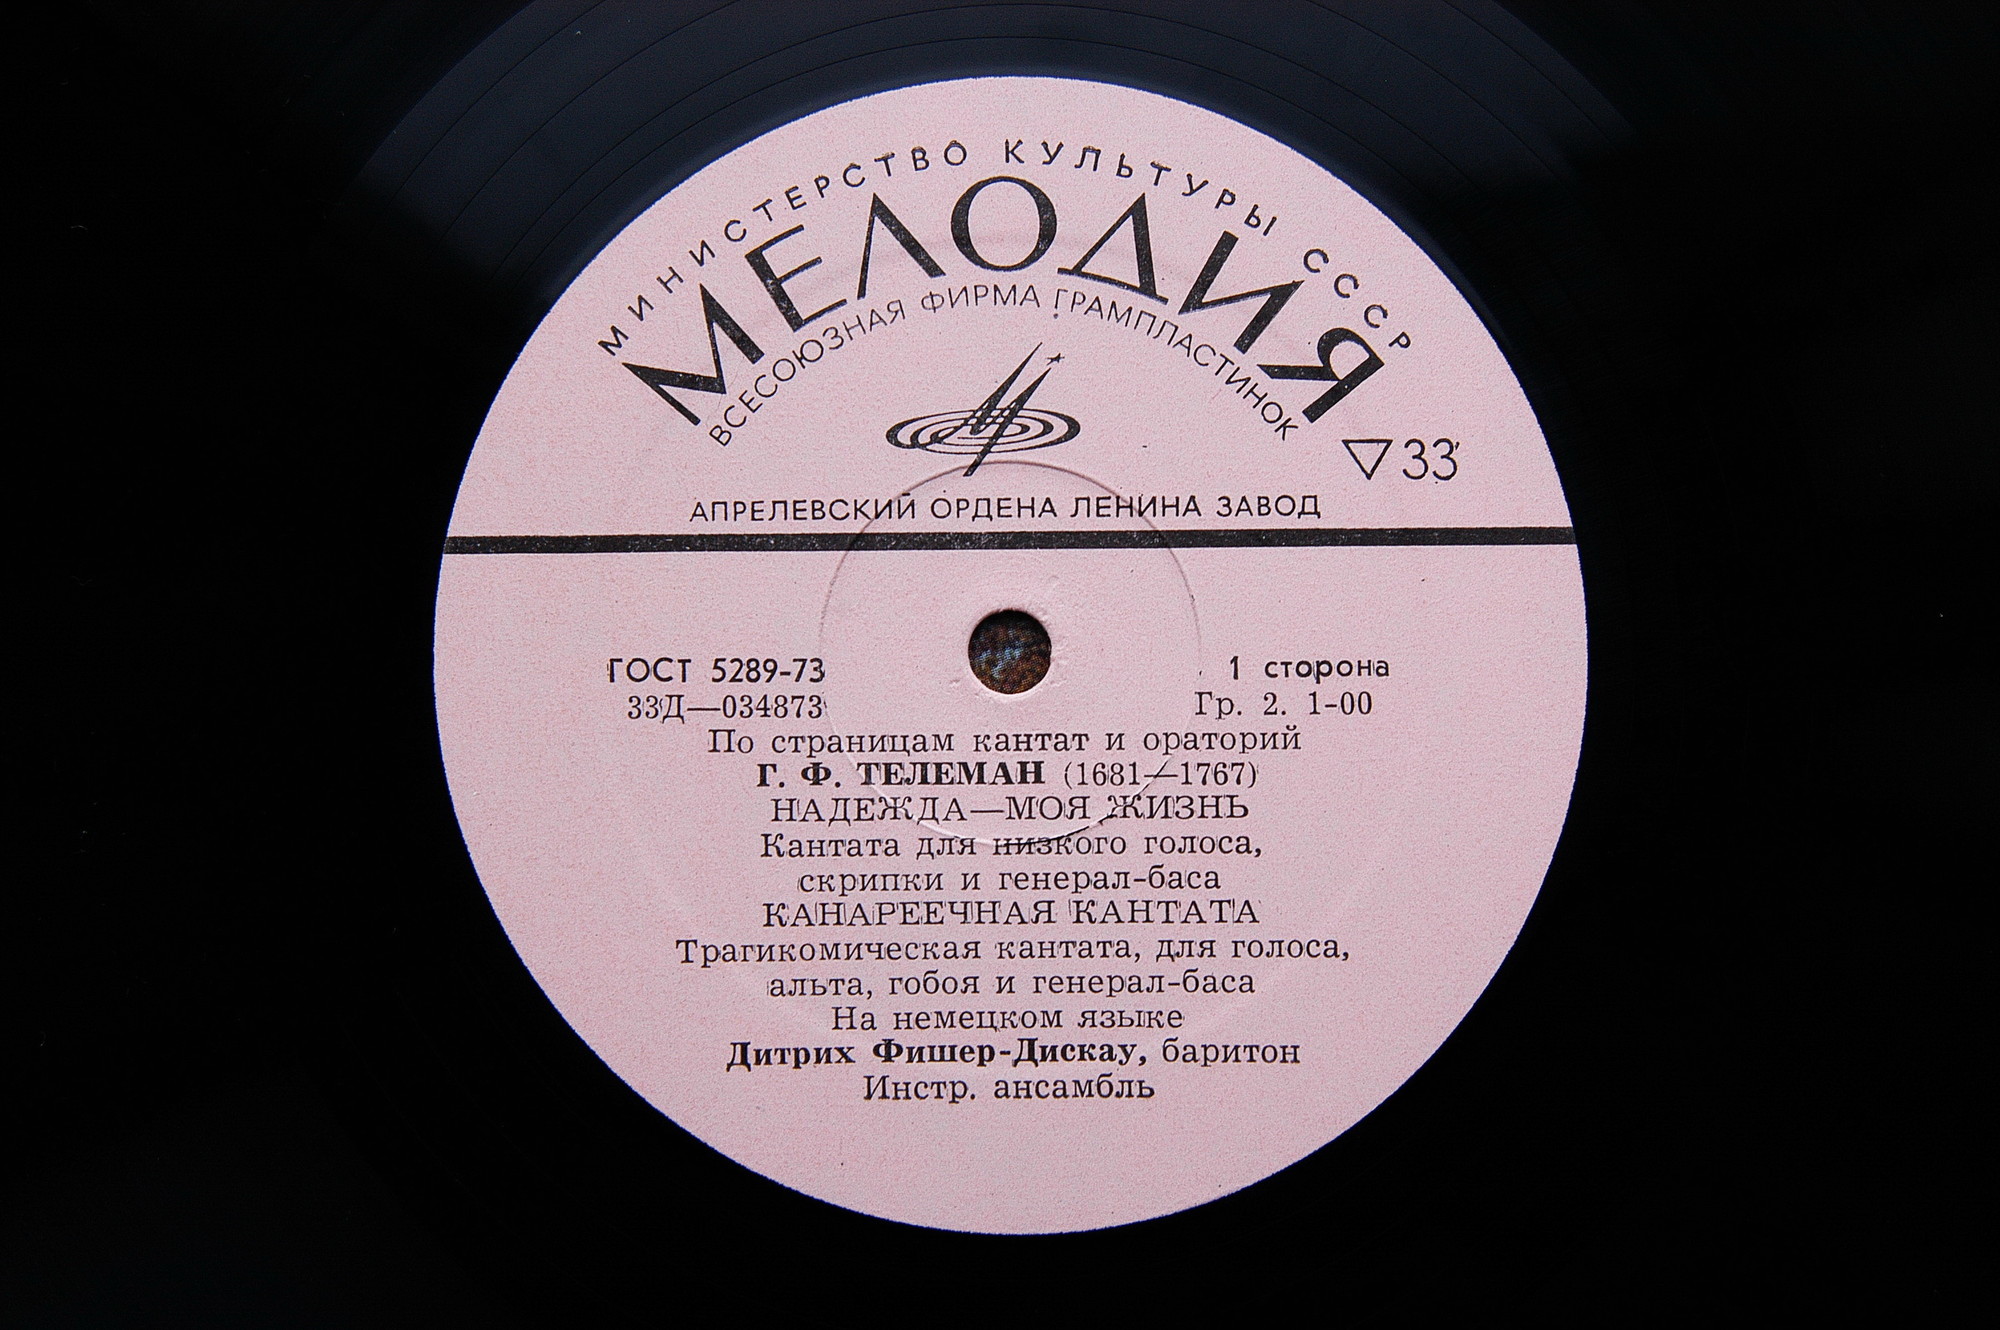 МИНИСТЕРСТВО КУЛЬТУРЫ СССР
МЕЛОДИЯ
ВСЕСОЮЗНАЯ ФИРМА ГРАМПЛАСТИНОК
33
АПРЕЛЕВСКИЙ ОРДЕНА ЛЕНИНА ЗАВОД
ГОСТ 5289-73
1 сторона
33Д—034873
Гр. 2. 1-00
По страницам кантат и ораторий
Г. Ф. ТЕЛЕМАН (1681—1767)
НАДЕЖДА—МОЯ ЖИЗНЬ
Кантата для низкого голоса,
скрипки и генерал-баса
КАНАРЕЕЧНАЯ КАНТАТА
Трагикомическая кантата, для голоса,
альта, гобоя и генерал-баса
На немецком языке
Дитрих Фишер-Дискау, баритон
Инстр. ансамбль